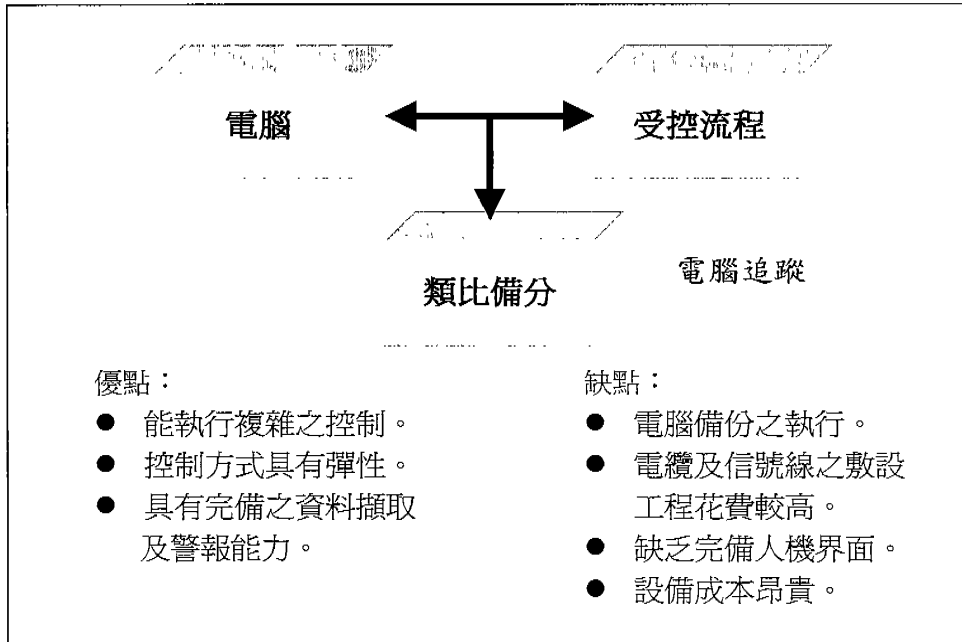 電腦
受控流程
類比備分
電腦追蹤
優點：
● 能執行複雜之控制。
● 控制方式具有彈性。
● 具有完備之資料擷取
及警報能力。
缺點：
● 電腦備份之執行。
● 電纜及信號線之敷設
工程花費較高。
● 缺乏完備人機界面。
● 設備成本昂貴。